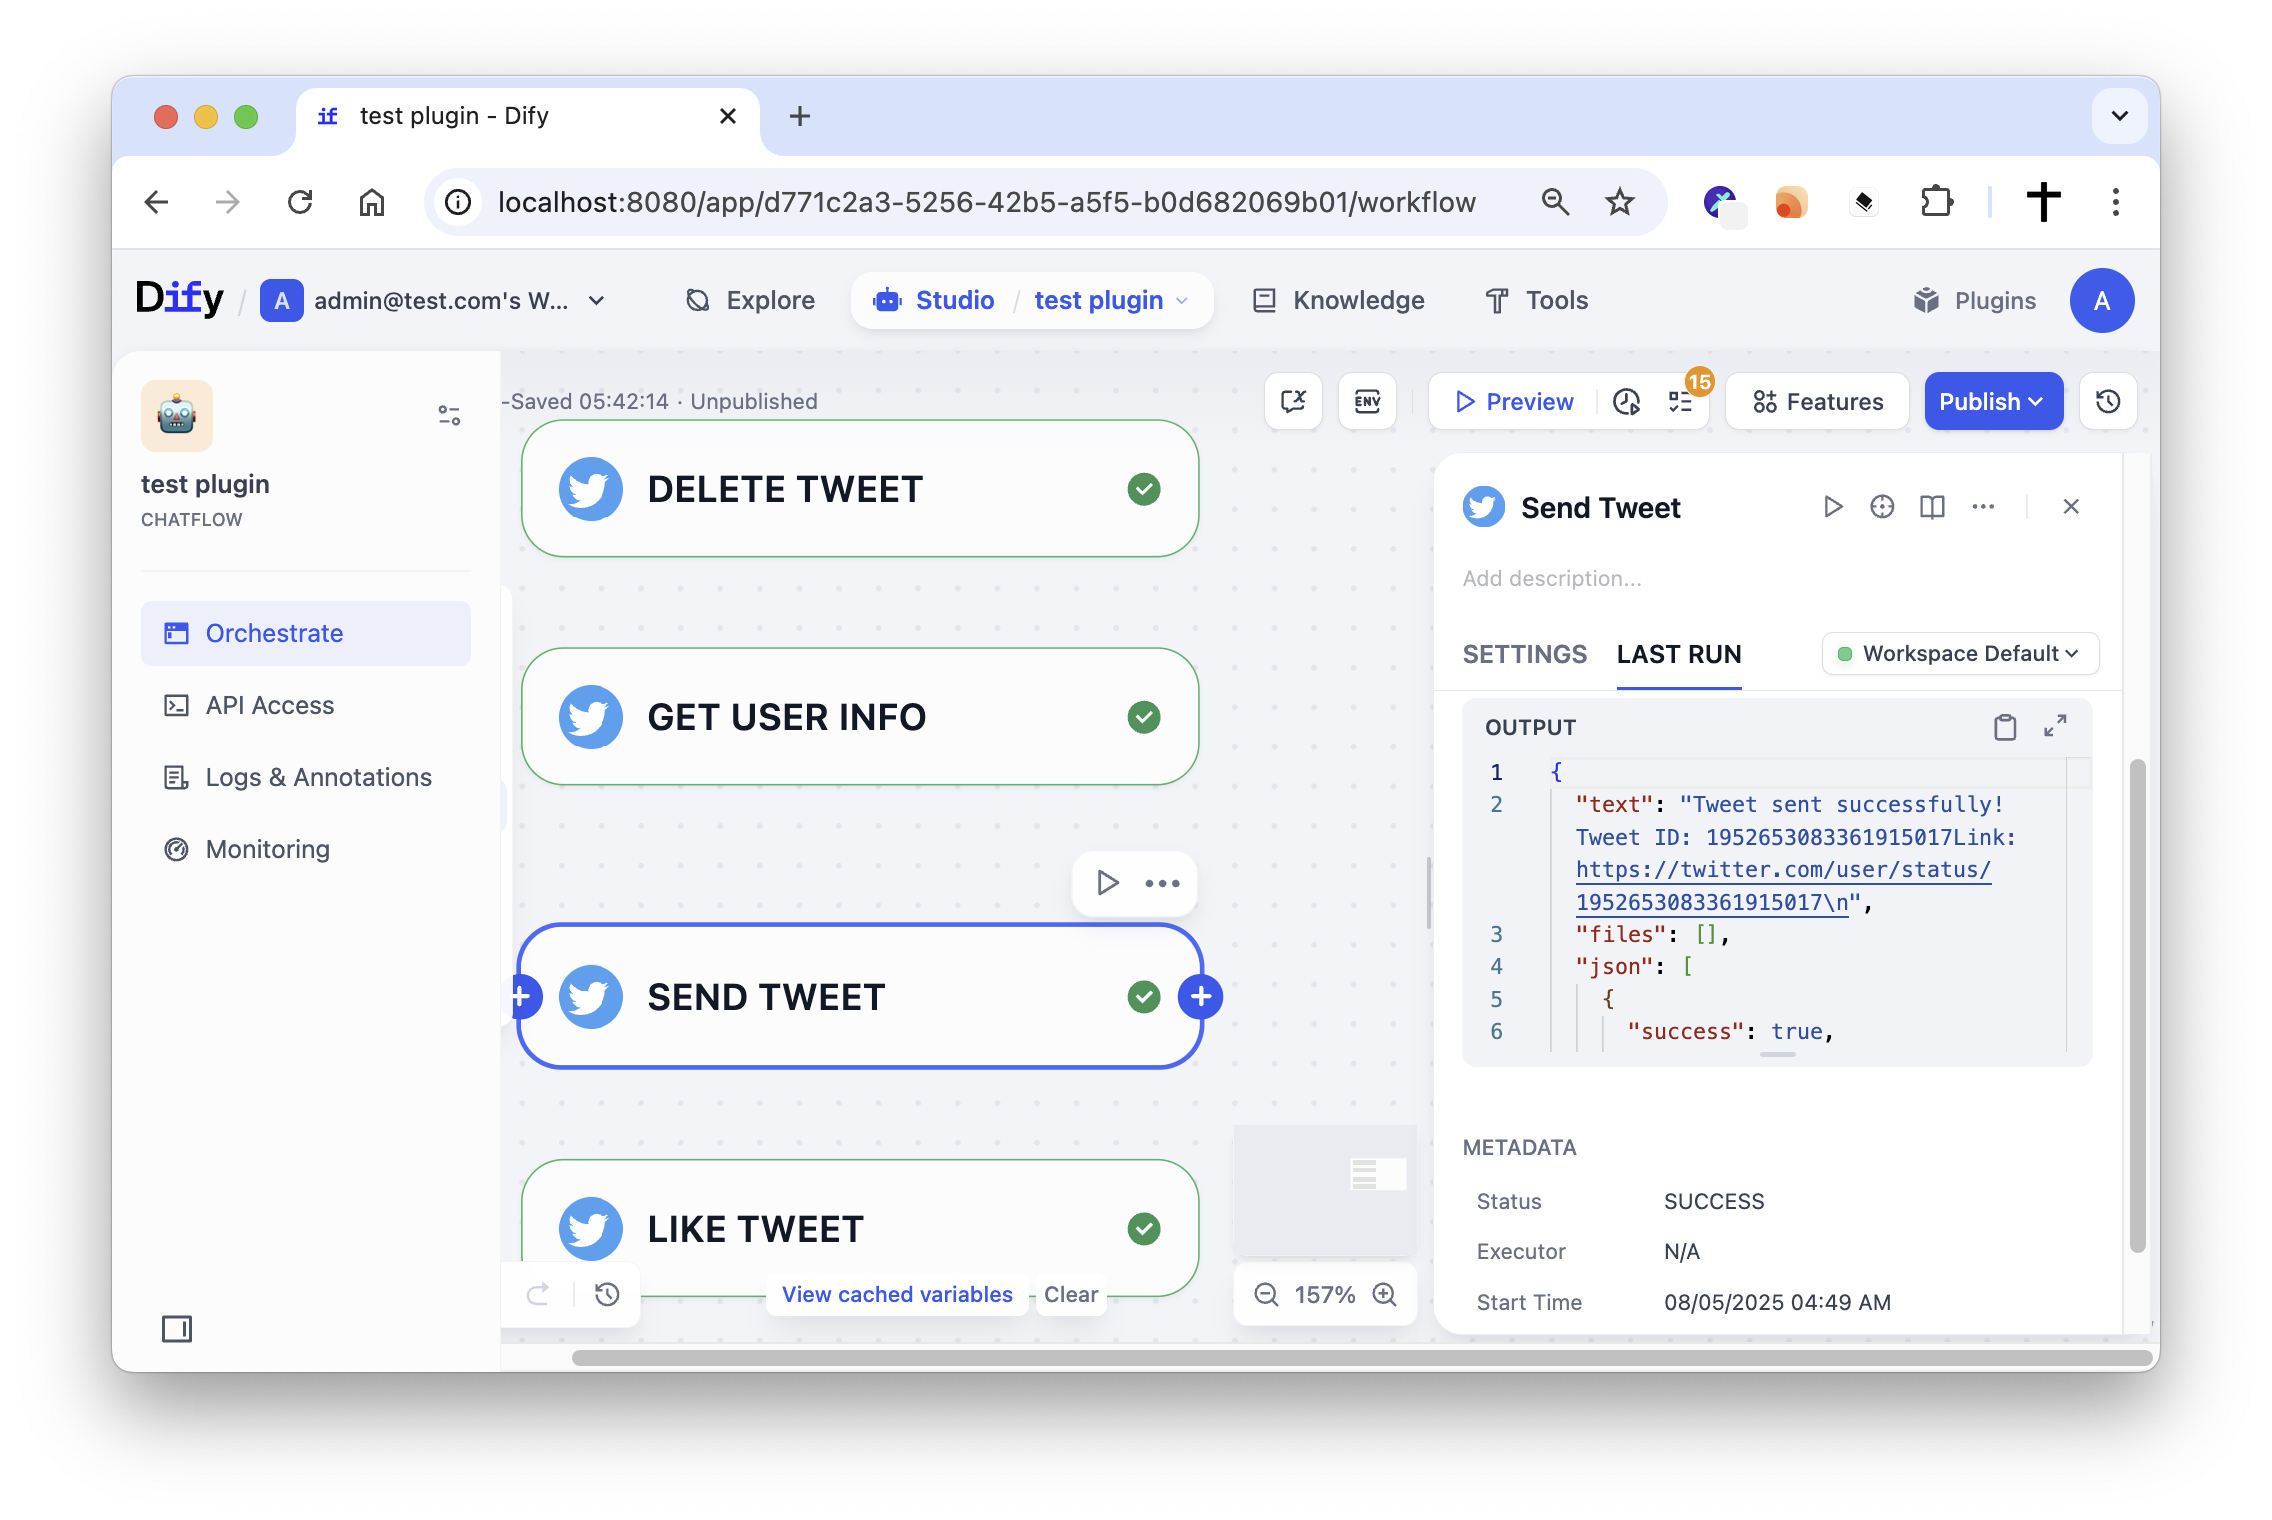 test plugin - Dify
localhost:8080/app/d771c2a3-5256-42b5-a5f5-b0d682069b01/workflow
Dify / A admin@test.com's W...
Explore
Studio / test plugin
Knowledge
Tools
Plugins
A
test plugin
CHATFLOW
Orchestrate
API Access
Logs & Annotations
Monitoring
-Saved 05:42:14 · Unpublished
ENV
Preview
15
Features
Publish
DELETE TWEET
GET USER INFO
SEND TWEET
LIKE TWEET
View cached variables
Clear
157%
Send Tweet
Add description...
SETTINGS
LAST RUN
Workspace Default
OUTPUT
1 {
2 "text": "Tweet sent successfully!
Tweet ID: 1952653083361915017Link:
https://twitter.com/user/status/
1952653083361915017\n",
3 "files": [],
4 "json": [
5 {
6 "success": true,
METADATA
Status SUCCESS
Executor N/A
Start Time 08/05/2025 04:49 AM